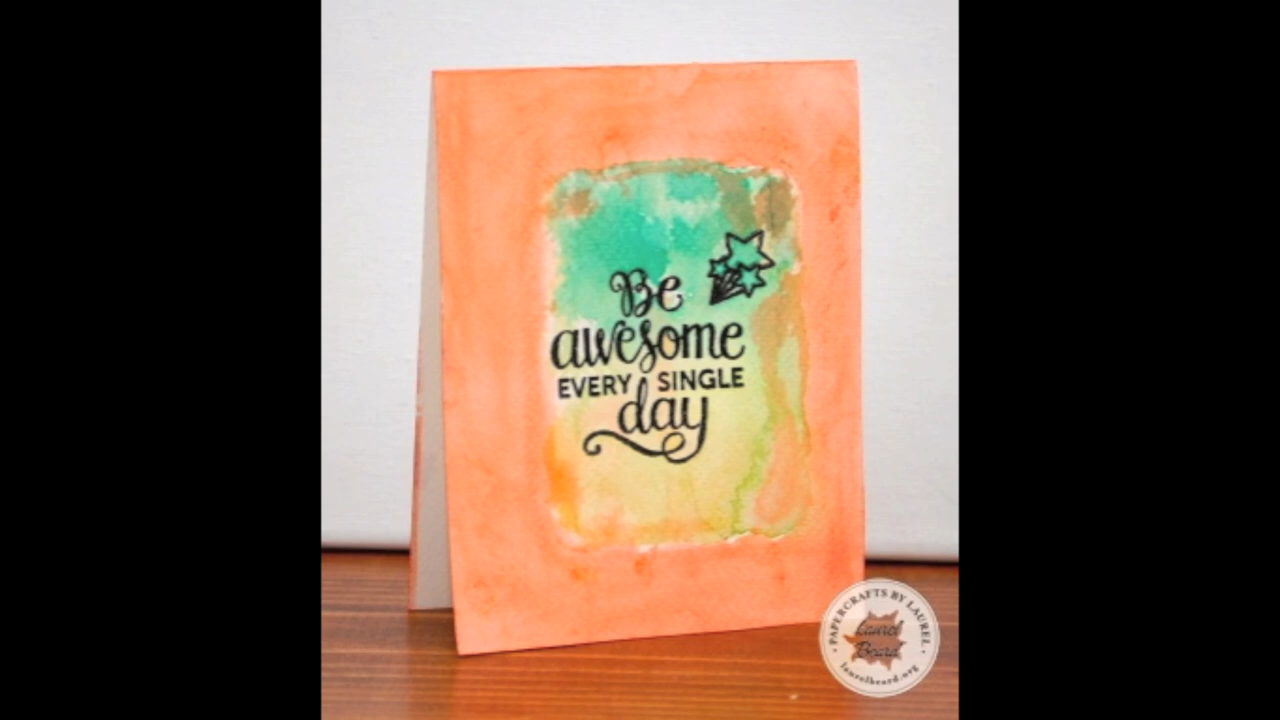 Be
awesome
EVERY SINGLE
day
PAPERCRAFTS BY LAUREL
Laurel
Beard
laurelbeard.org